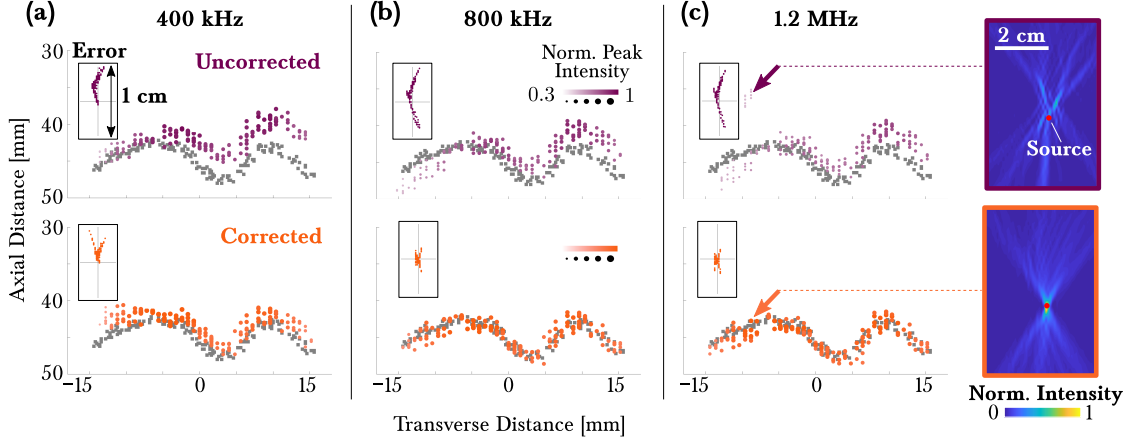 (a)
400 kHz
(b)
800 kHz
(c)
1.2 MHz
30
40
50
Error
1 cm
Uncorrected
Norm. Peak
Intensity
0.3
1
2 cm
Source
Axial Distance [mm]
30
40
50
Corrected
−15
0
15
−15
0
15
−15
0
15
Transverse Distance [mm]
Norm. Intensity
0
1